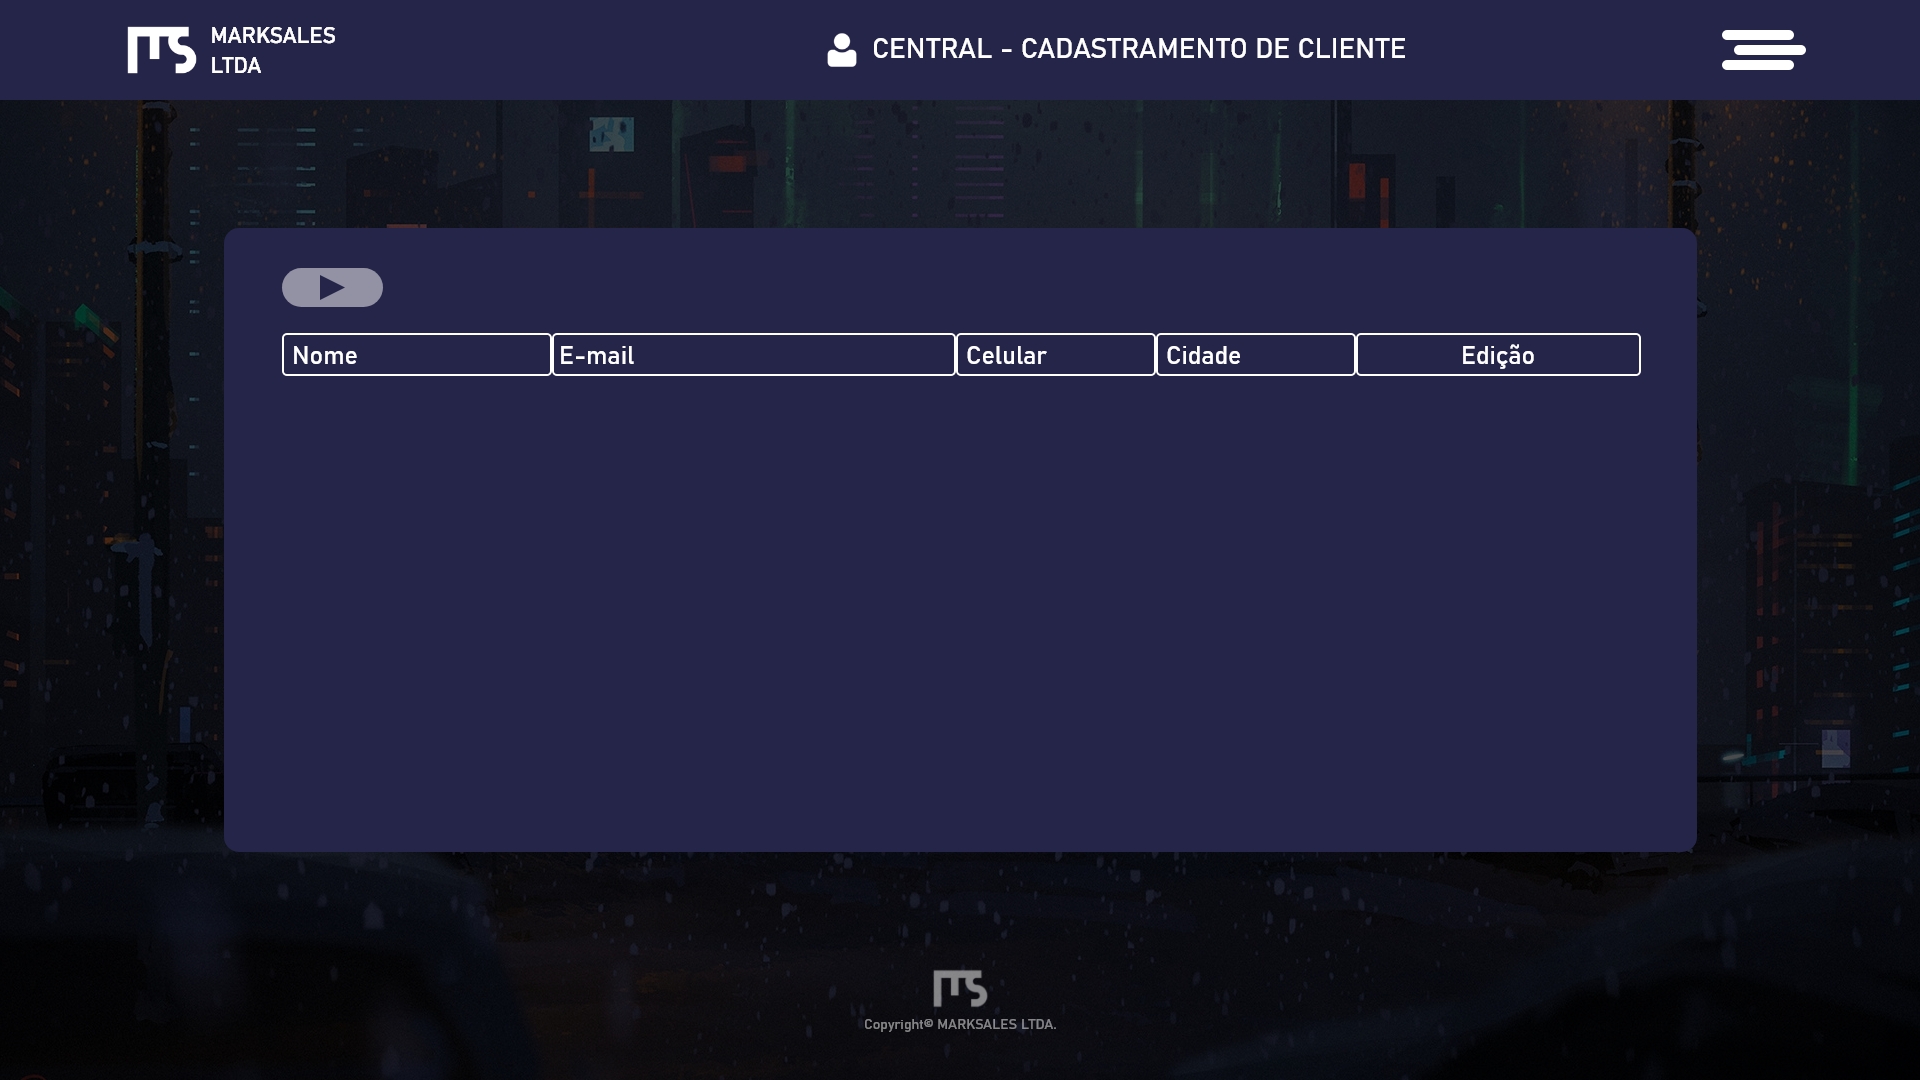 MARKSALES
LTDA
CENTRAL - CADASTRAMENTO DE CLIENTE
Nome
E-mail
Celular
Cidade
Edição
Copyright© MARKSALES LTDA.